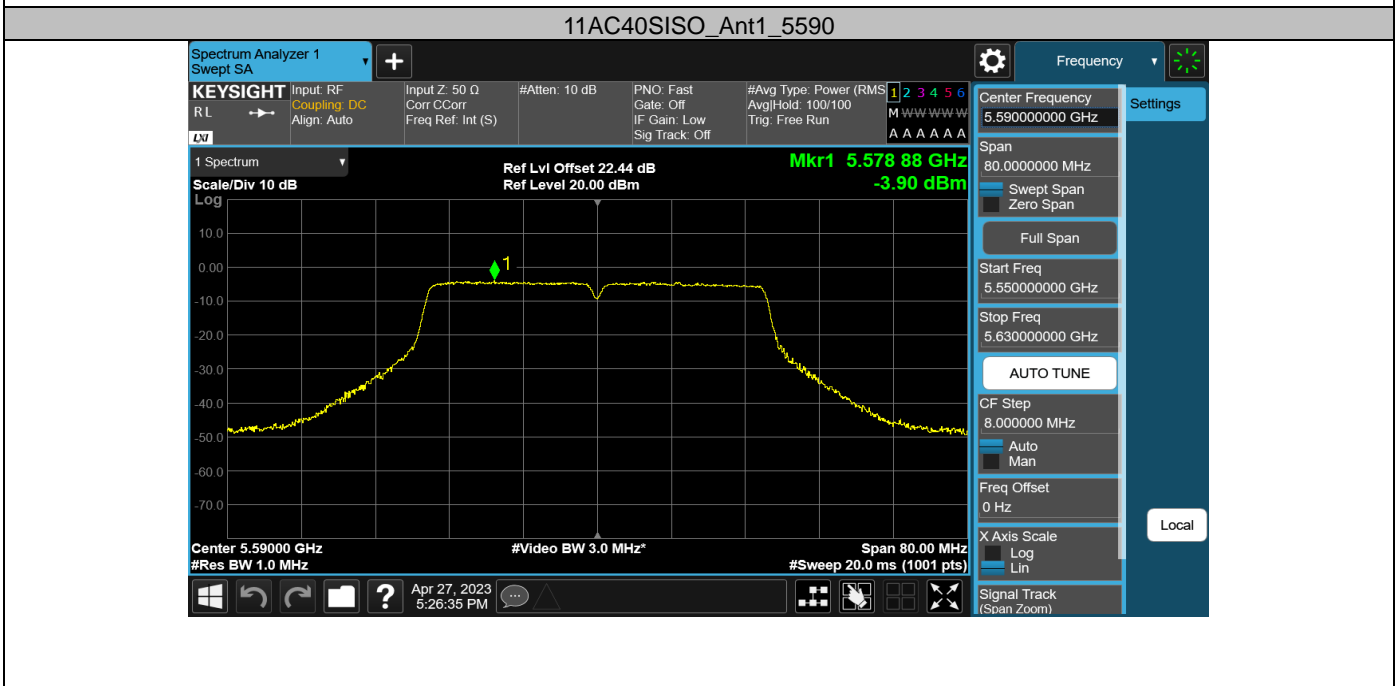 11AC40SISO_Ant1_5590
Spectrum Analyzer 1
Swept SA
Frequency
KEYSIGHT
R L
LXI
Input: RF
Coupling: DC
Align: Auto
Input Z: 50 Ω
Corr CCorr
Freq Ref: Int (S)
#Atten: 10 dB
PNO: Fast
Gate: Off
IF Gain: Low
Sig Track: Off
#Avg Type: Power (RMS
Avg|Hold: 100/100
Trig: Free Run
1 2 3 4 5 6
M W W W W W
A A A A A A
1 Spectrum
Scale/Div 10 dB
Log
Ref Lvl Offset 22.44 dB
Ref Level 20.00 dBm
Mkr1 5.578 88 GHz
-3.90 dBm
1
10.0
0.00
-10.0
-20.0
-30.0
-40.0
-50.0
-60.0
-70.0
Center 5.59000 GHz
#Res BW 1.0 MHz
#Video BW 3.0 MHz*
Span 80.00 MHz
#Sweep 20.0 ms (1001 pts)
?
Apr 27, 2023
5:26:35 PM
Center Frequency
5.590000000 GHz
Span
80.0000000 MHz
Swept Span
Zero Span
Full Span
Start Freq
5.550000000 GHz
Stop Freq
5.630000000 GHz
AUTO TUNE
CF Step
8.000000 MHz
Auto
Man
Freq Offset
0 Hz
X Axis Scale
Log
Lin
Signal Track
(Span Zoom)
Settings
Local